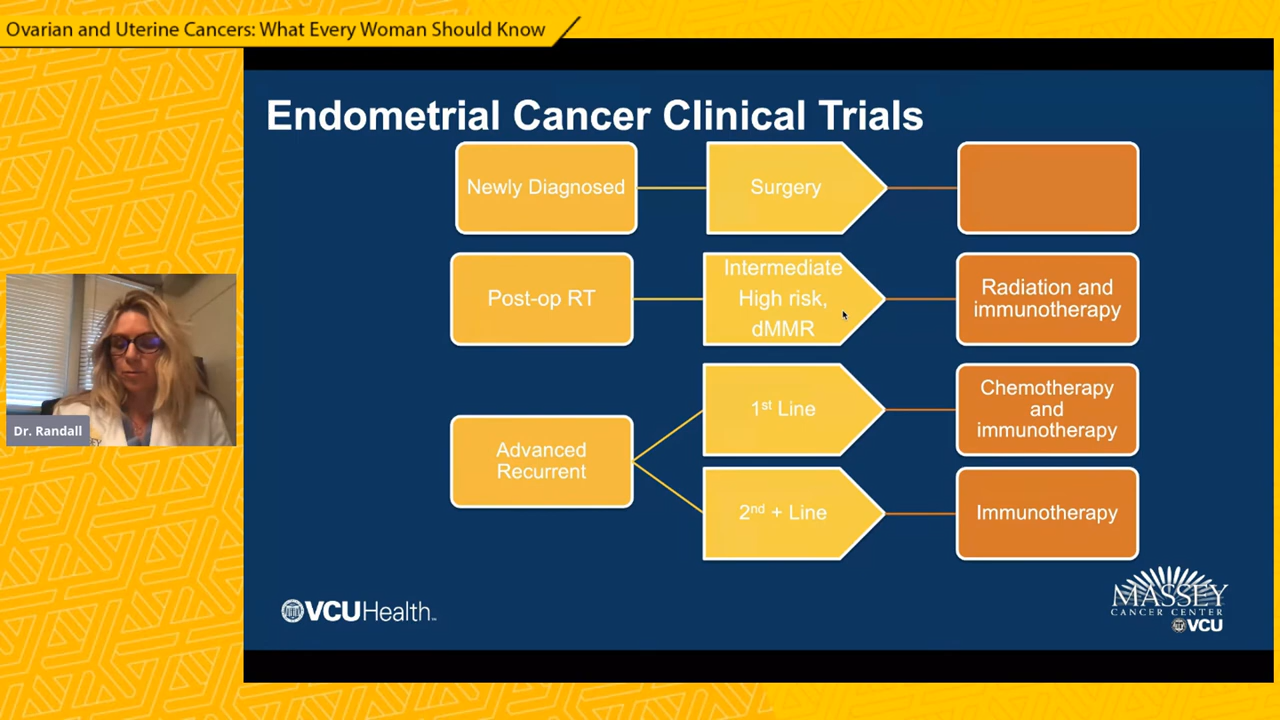 Ovarian and Uterine Cancers: What Every Woman Should Know
Endometrial Cancer Clinical Trials
Newly Diagnosed
Surgery
Post-op RT
Intermediate
High risk,
dMMR
Radiation and
immunotherapy
Advanced
Recurrent
1st Line
Chemotherapy
and
immunotherapy
2nd + Line
Immunotherapy
Dr. Randall
VCUHealth™
MASSEY
CANCER CENTER
VCU